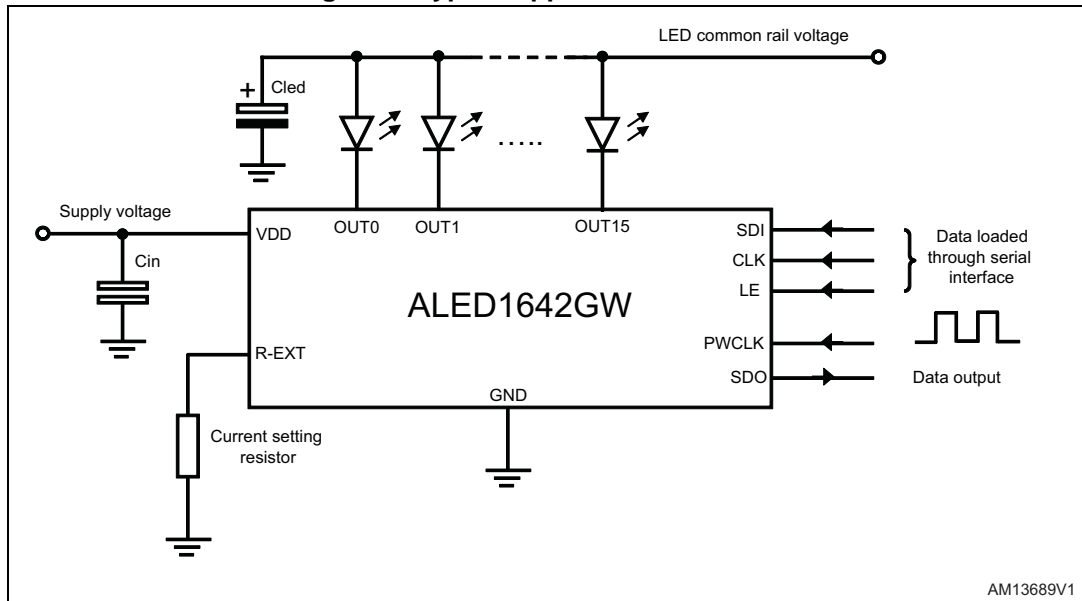 LED common rail voltage
+
Cled
.....
Supply voltage
VDD
OUT0
OUT1
OUT15
SDI
CLK
LE
Data loaded
through serial
interface
Cin
ALED1642GW
R-EXT
PWCLK
SDO
Data output
GND
Current setting
resistor
AM13689V1